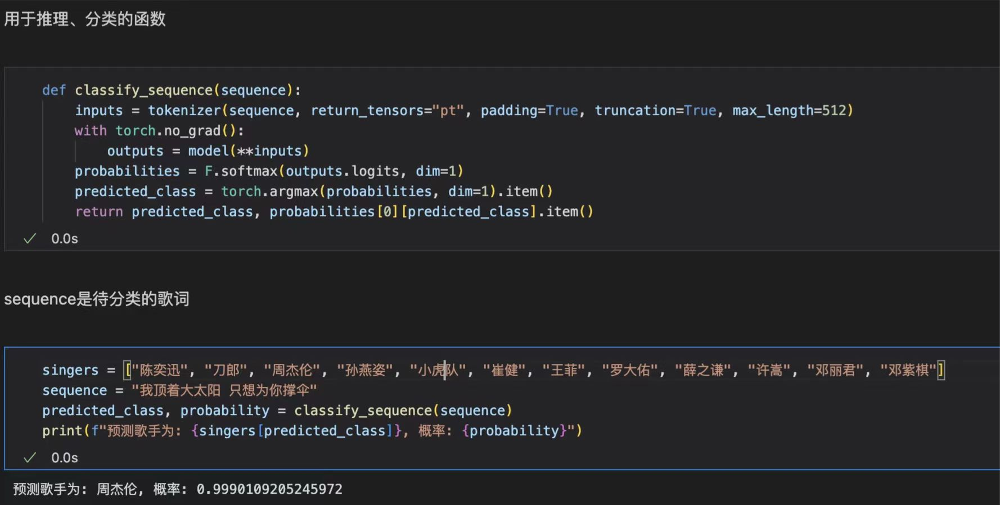 用于推理、分类的函数
def classify_sequence(sequence):
    inputs = tokenizer(sequence, return_tensors="pt", padding=True, truncation=True, max_length=512)
    with torch.no_grad():
        outputs = model(**inputs)
    probabilities = F.softmax(outputs.logits, dim=1)
    predicted_class = torch.argmax(probabilities, dim=1).item()
    return predicted_class, probabilities[0][predicted_class].item()
✓ 0.0s
sequence是待分类的歌词
singers = ["陈奕迅", "刀郎", "周杰伦", "孙燕姿", "小虎队", "崔健", "王菲", "罗大佑", "薛之谦", "许嵩", "邓丽君", "邓紫棋"]
sequence = "我顶着大太阳 只想为你撑伞"
predicted_class, probability = classify_sequence(sequence)
print(f"预测歌手为: {singers[predicted_class]}, 概率: {probability}")
✓ 0.0s
预测歌手为: 周杰伦, 概率: 0.9990109205245972